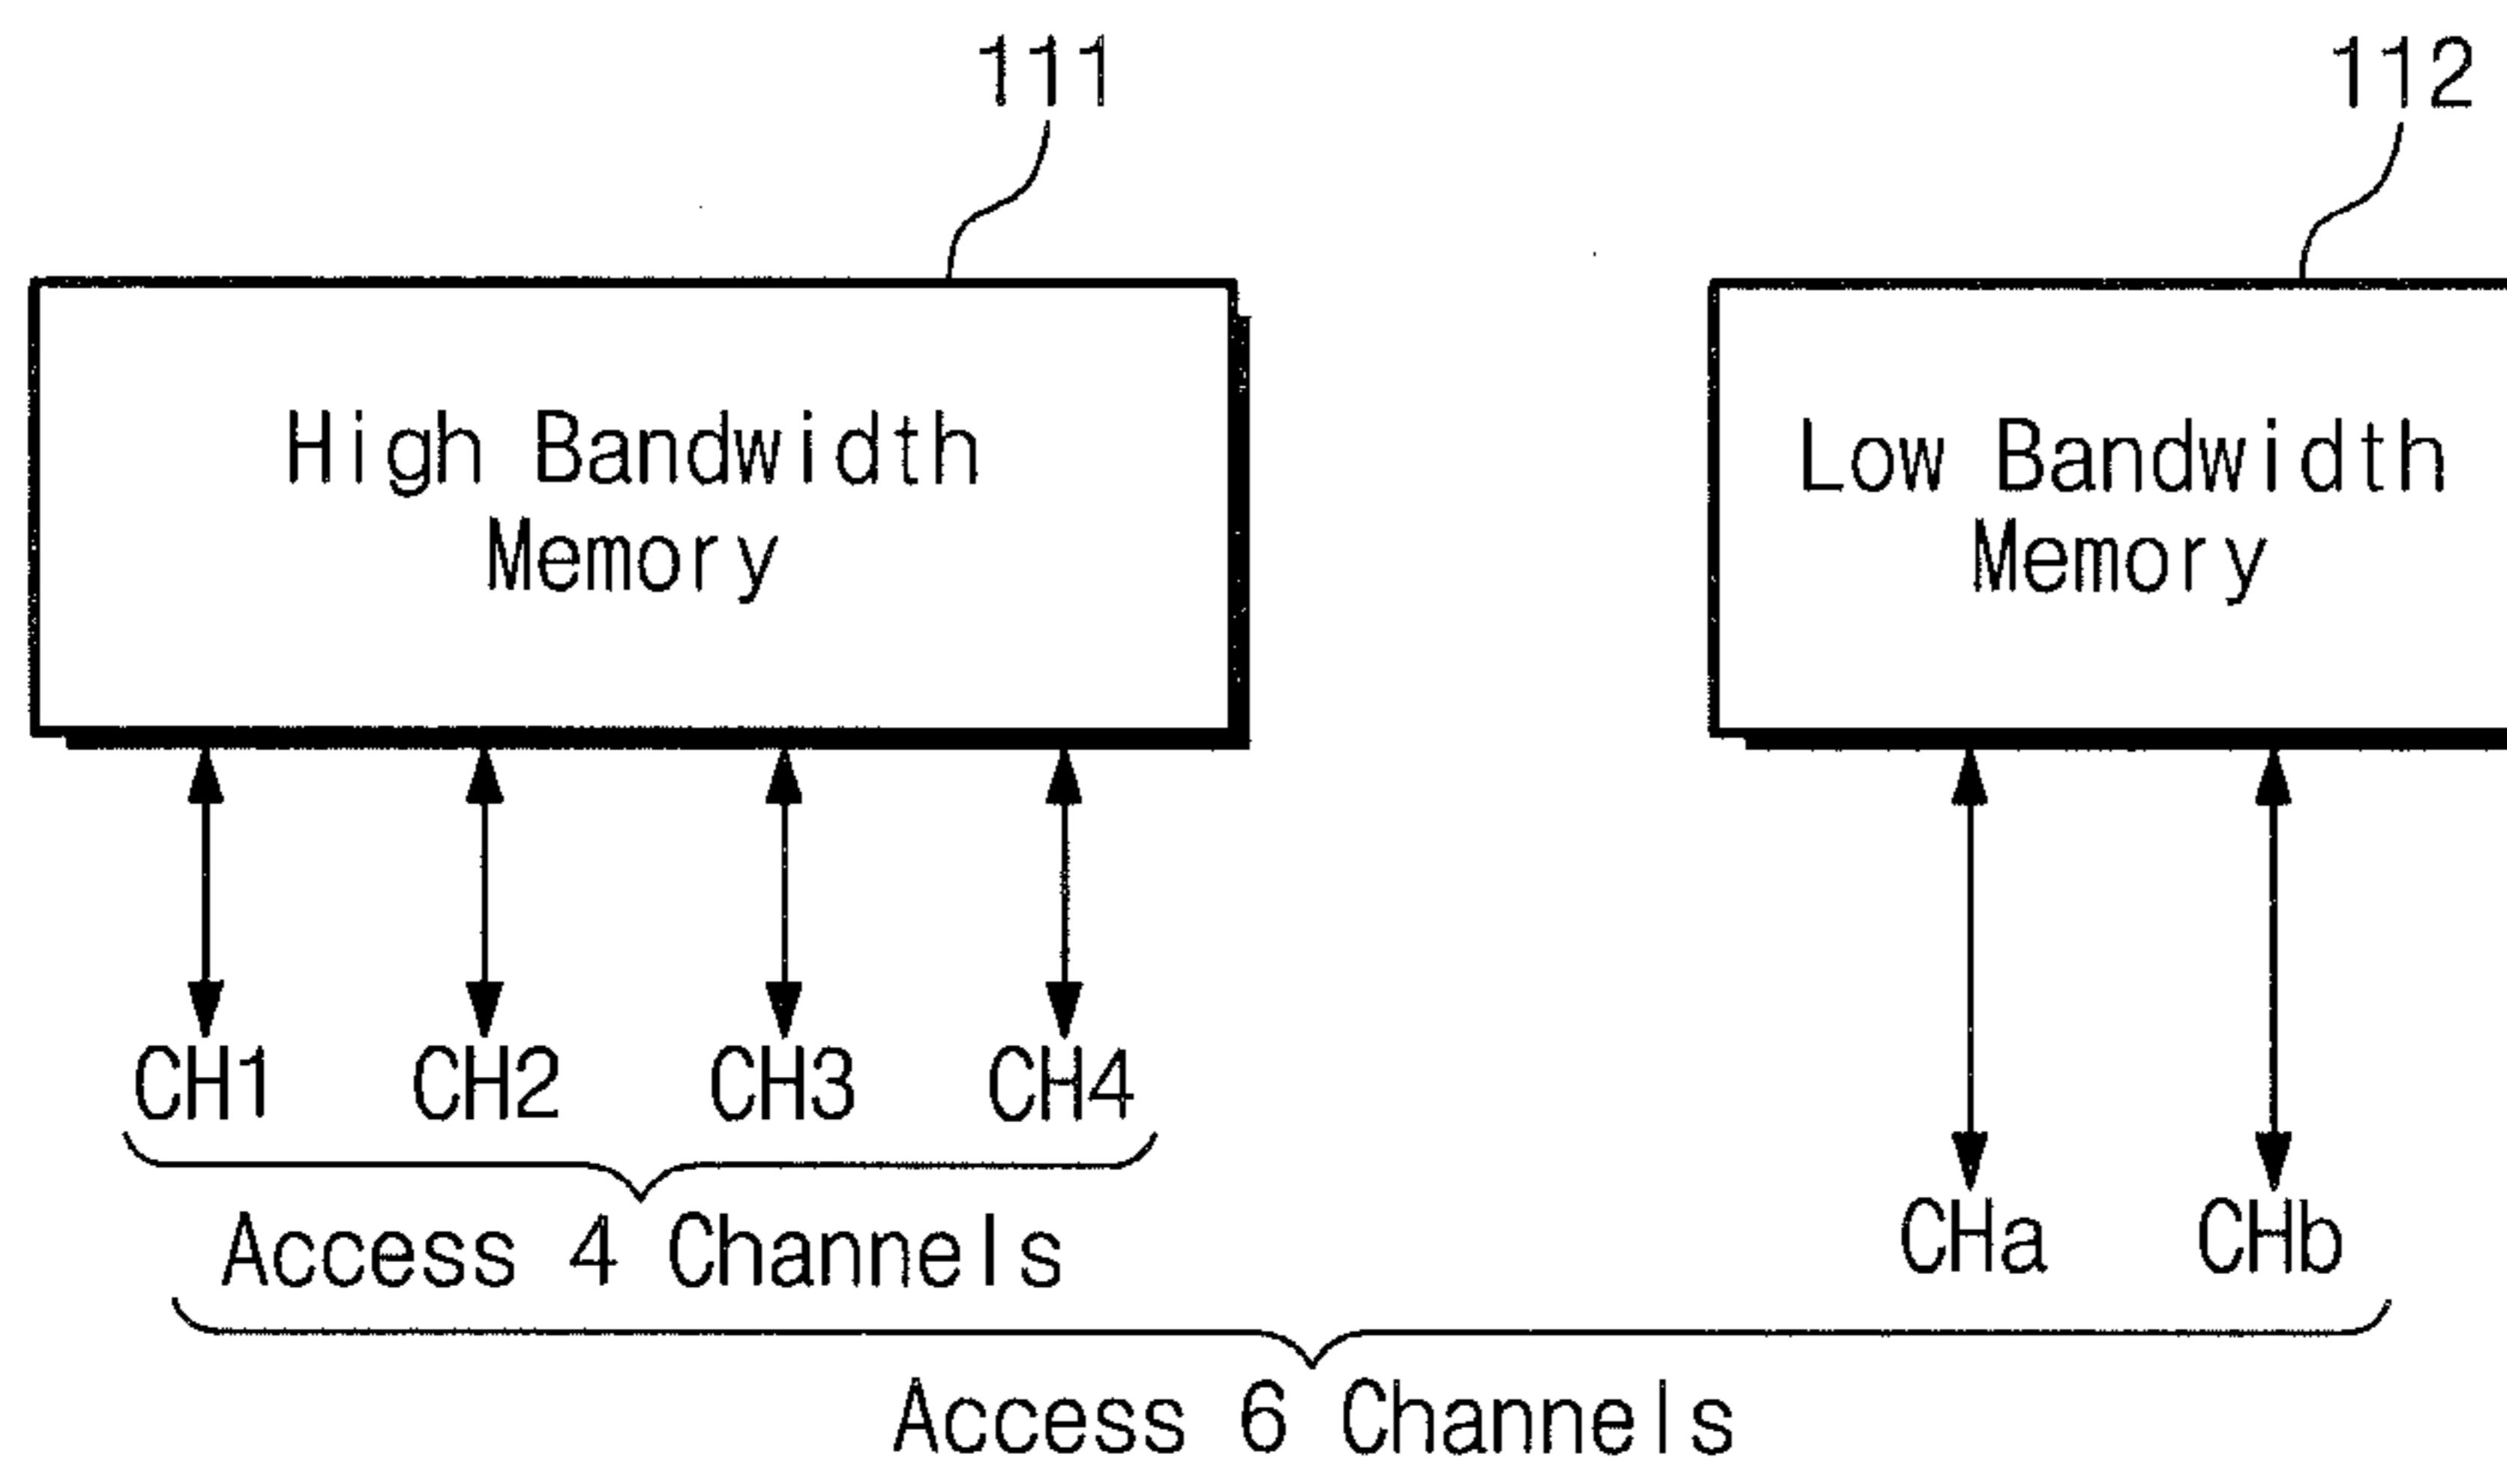 111
112
High Bandwidth
Memory
Low Bandwidth
Memory
CH1 CH2 CH3 CH4
Access 4 Channels
CHa CHb
Access 6 Channels